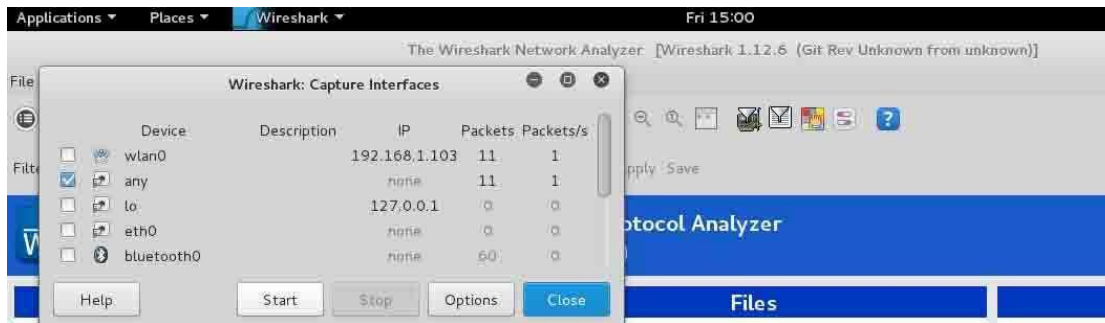 Applications Places Wireshark Fri 15:00
The Wireshark Network Analyzer [Wireshark 1.12.6 (Git Rev Unknown from unknown)]
File
Wireshark: Capture Interfaces
Device Description IP Packets Packets/s
wlan0 192.168.1.103 11 1
any none 11 1
lo 127.0.0.1 0 0
eth0 none 0 0
bluetooth0 none 60 0
Filte
pply Save
otocol Analyzer
Help Start Stop Options Close
Files